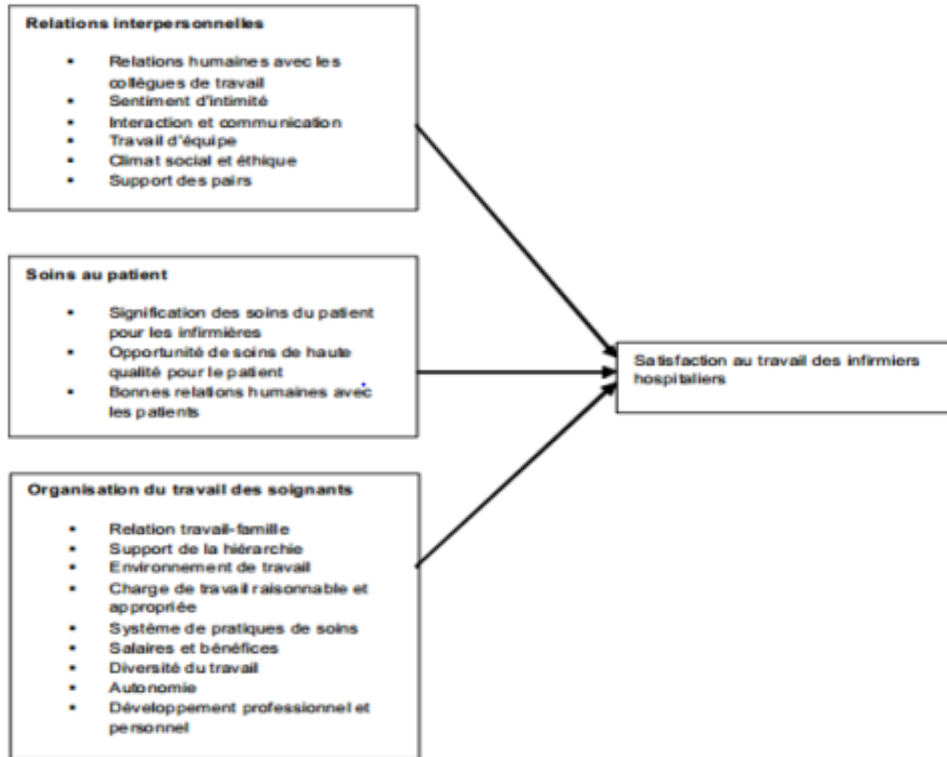 Relations interpersonnelles
• Relations humaines avec les
collègues de travail
• Sentiment d'intimité
• Interaction et communication
• Travail d'équipe
• Climat social et éthique
• Support des pairs
Soins au patient
• Signification des soins du patient
pour les infirmières
• Opportunité de soins de haute
qualité pour le patient
• Bonnes relations humaines avec
les patients
Satisfaction au travail des infirmiers
hospitaliers
Organisation du travail des soignants
• Relation travail-famille
• Support de la hiérarchie
• Environnement de travail
• Charge de travail raisonnable et
appropriée
• Système de pratiques de soins
• Salaires et bénéfices
• Diversité du travail
• Autonomie
• Développement professionnel et
personnel